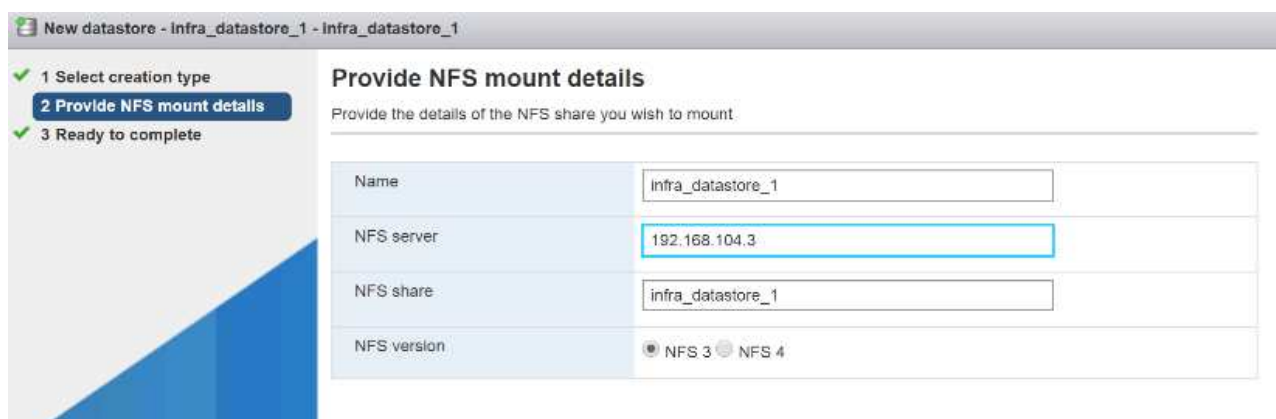 New datastore - infra_datastore_1 - infra_datastore_1
1 Select creation type
2 Provide NFS mount details
3 Ready to complete
Provide NFS mount details
Provide the details of the NFS share you wish to mount
Name infra_datastore_1
NFS server 192.168.104.3
NFS share infra_datastore_1
NFS version NFS 3 NFS 4